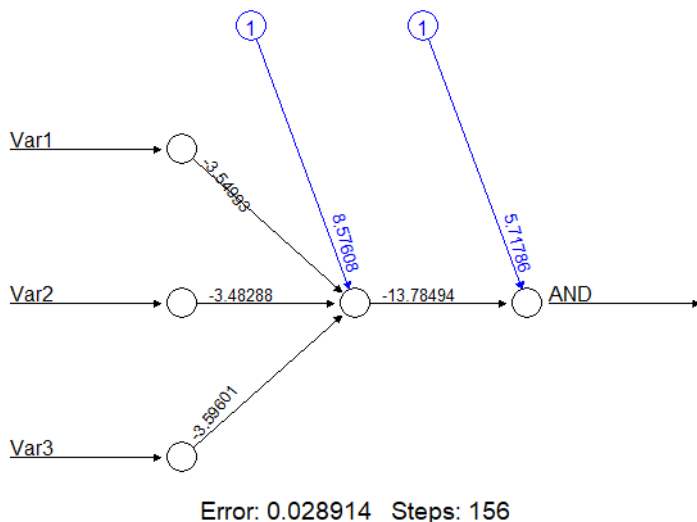 1
1
Var1
-3.54993
8.57608
5.71786
Var2
-3.48288
-13.78494
AND
-3.59601
Var3
Error: 0.028914 Steps: 156